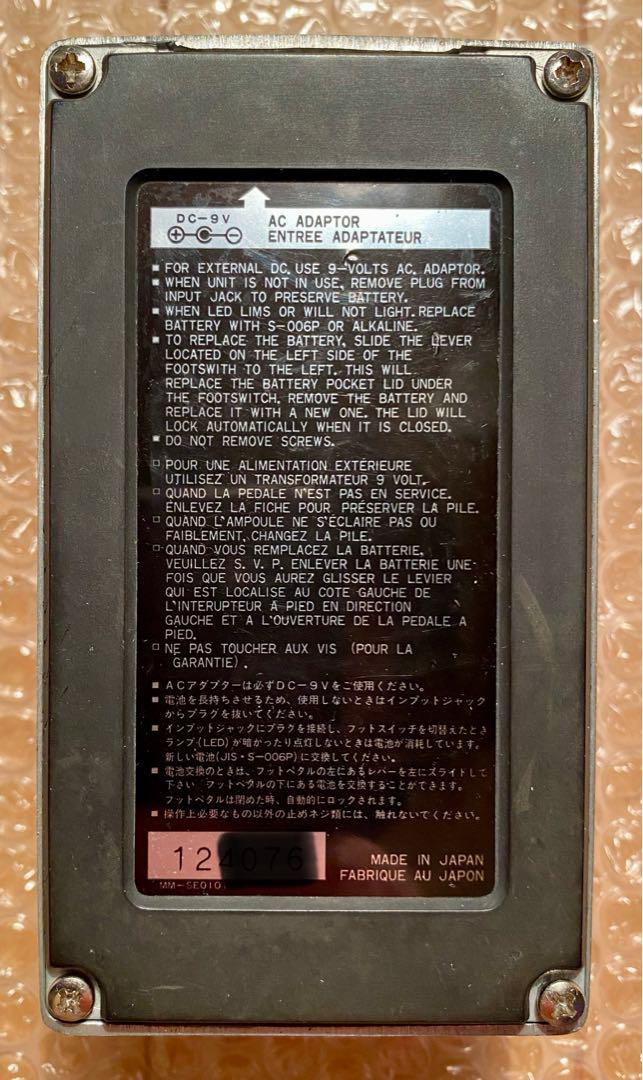 DC-9V
AC ADAPTOR
ENTREE ADAPTATEUR
FOR EXTERNAL DC, USE 9-VOLTS AC. ADAPTOR.
WHEN UNIT IS NOT IN USE, REMOVE PLUG FROM
INPUT JACK TO PRESERVE BATTERY.
WHEN LED LIMS OR WILL NOT LIGHT. REPLACE
BATTERY WITH S-006P OR ALKALINE.
TO REPLACE THE BATTERY, SLIDE THE LEVER
LOCATED ON THE LEFT SIDE OF THE
FOOTSWITH TO THE LEFT. THIS WILL
REPLACE THE BATTERY POCKET LID UNDER
THE FOOTSWITCH, REMOVE THE BATTERY AND
REPLACE IT WITH A NEW ONE. THE LID WILL
LOCK AUTOMATICALLY WHEN IT IS CLOSED.
DO NOT REMOVE SCREWS.
POUR UNE ALIMENTATION EXTÉRIEURE
UTILISEZ UN TRANSFORMATEUR 9 VOLT.
QUAND LA PEDALE N'EST PAS EN SERVICE.
ENLEVEZ LA FICHE POUR PRÉSERVER LA PILE.
QUAND L'AMPOULE NE S'ÉCLAIRE PAS OU
FAIBLEMENT, CHANGEZ LA PILE.
QUAND VOUS REMPLACEZ LA BATTERIE,
VEUILLEZ S. V. P. ENLEVER LA BATTERIE UNE
FOIS QUE VOUS AUREZ GLISSER LE LEVIER
QUI EST LOCALISE AU COTE GAUCHE DE
L'INTERUPTEUR A PIED EN DIRECTION
GAUCHE ET A L'OUVERTURE DE LA PEDALE A
PIED.
NE PAS TOUCHER AUX VIS (POUR LA
GARANTIE).
ACアダプターは必ずDC-9Vをご使用ください。
電池を長持ちさせるため、使用しないときはインプットジャック
からプラグを抜いてください。
インプットジャックにプラグを接続し、フットスイッチを切替えたとき
ランプ(LED)が暗かったり点灯しないときは電池が消耗しています。
新しい電池(JIS・S-006P)に交換してください。
電池交換のときは、フットペタルの左にあるレバーを左にスライドして
下さい フットペタルの下にある電池を交換することができます。
フットペタルは閉めた時、自動的にロックされます。
操作上必要なもの以外の止めネジ類には、触れないでください。
124076
MM-SE010
MADE IN JAPAN
FABRIQUE AU JAPON